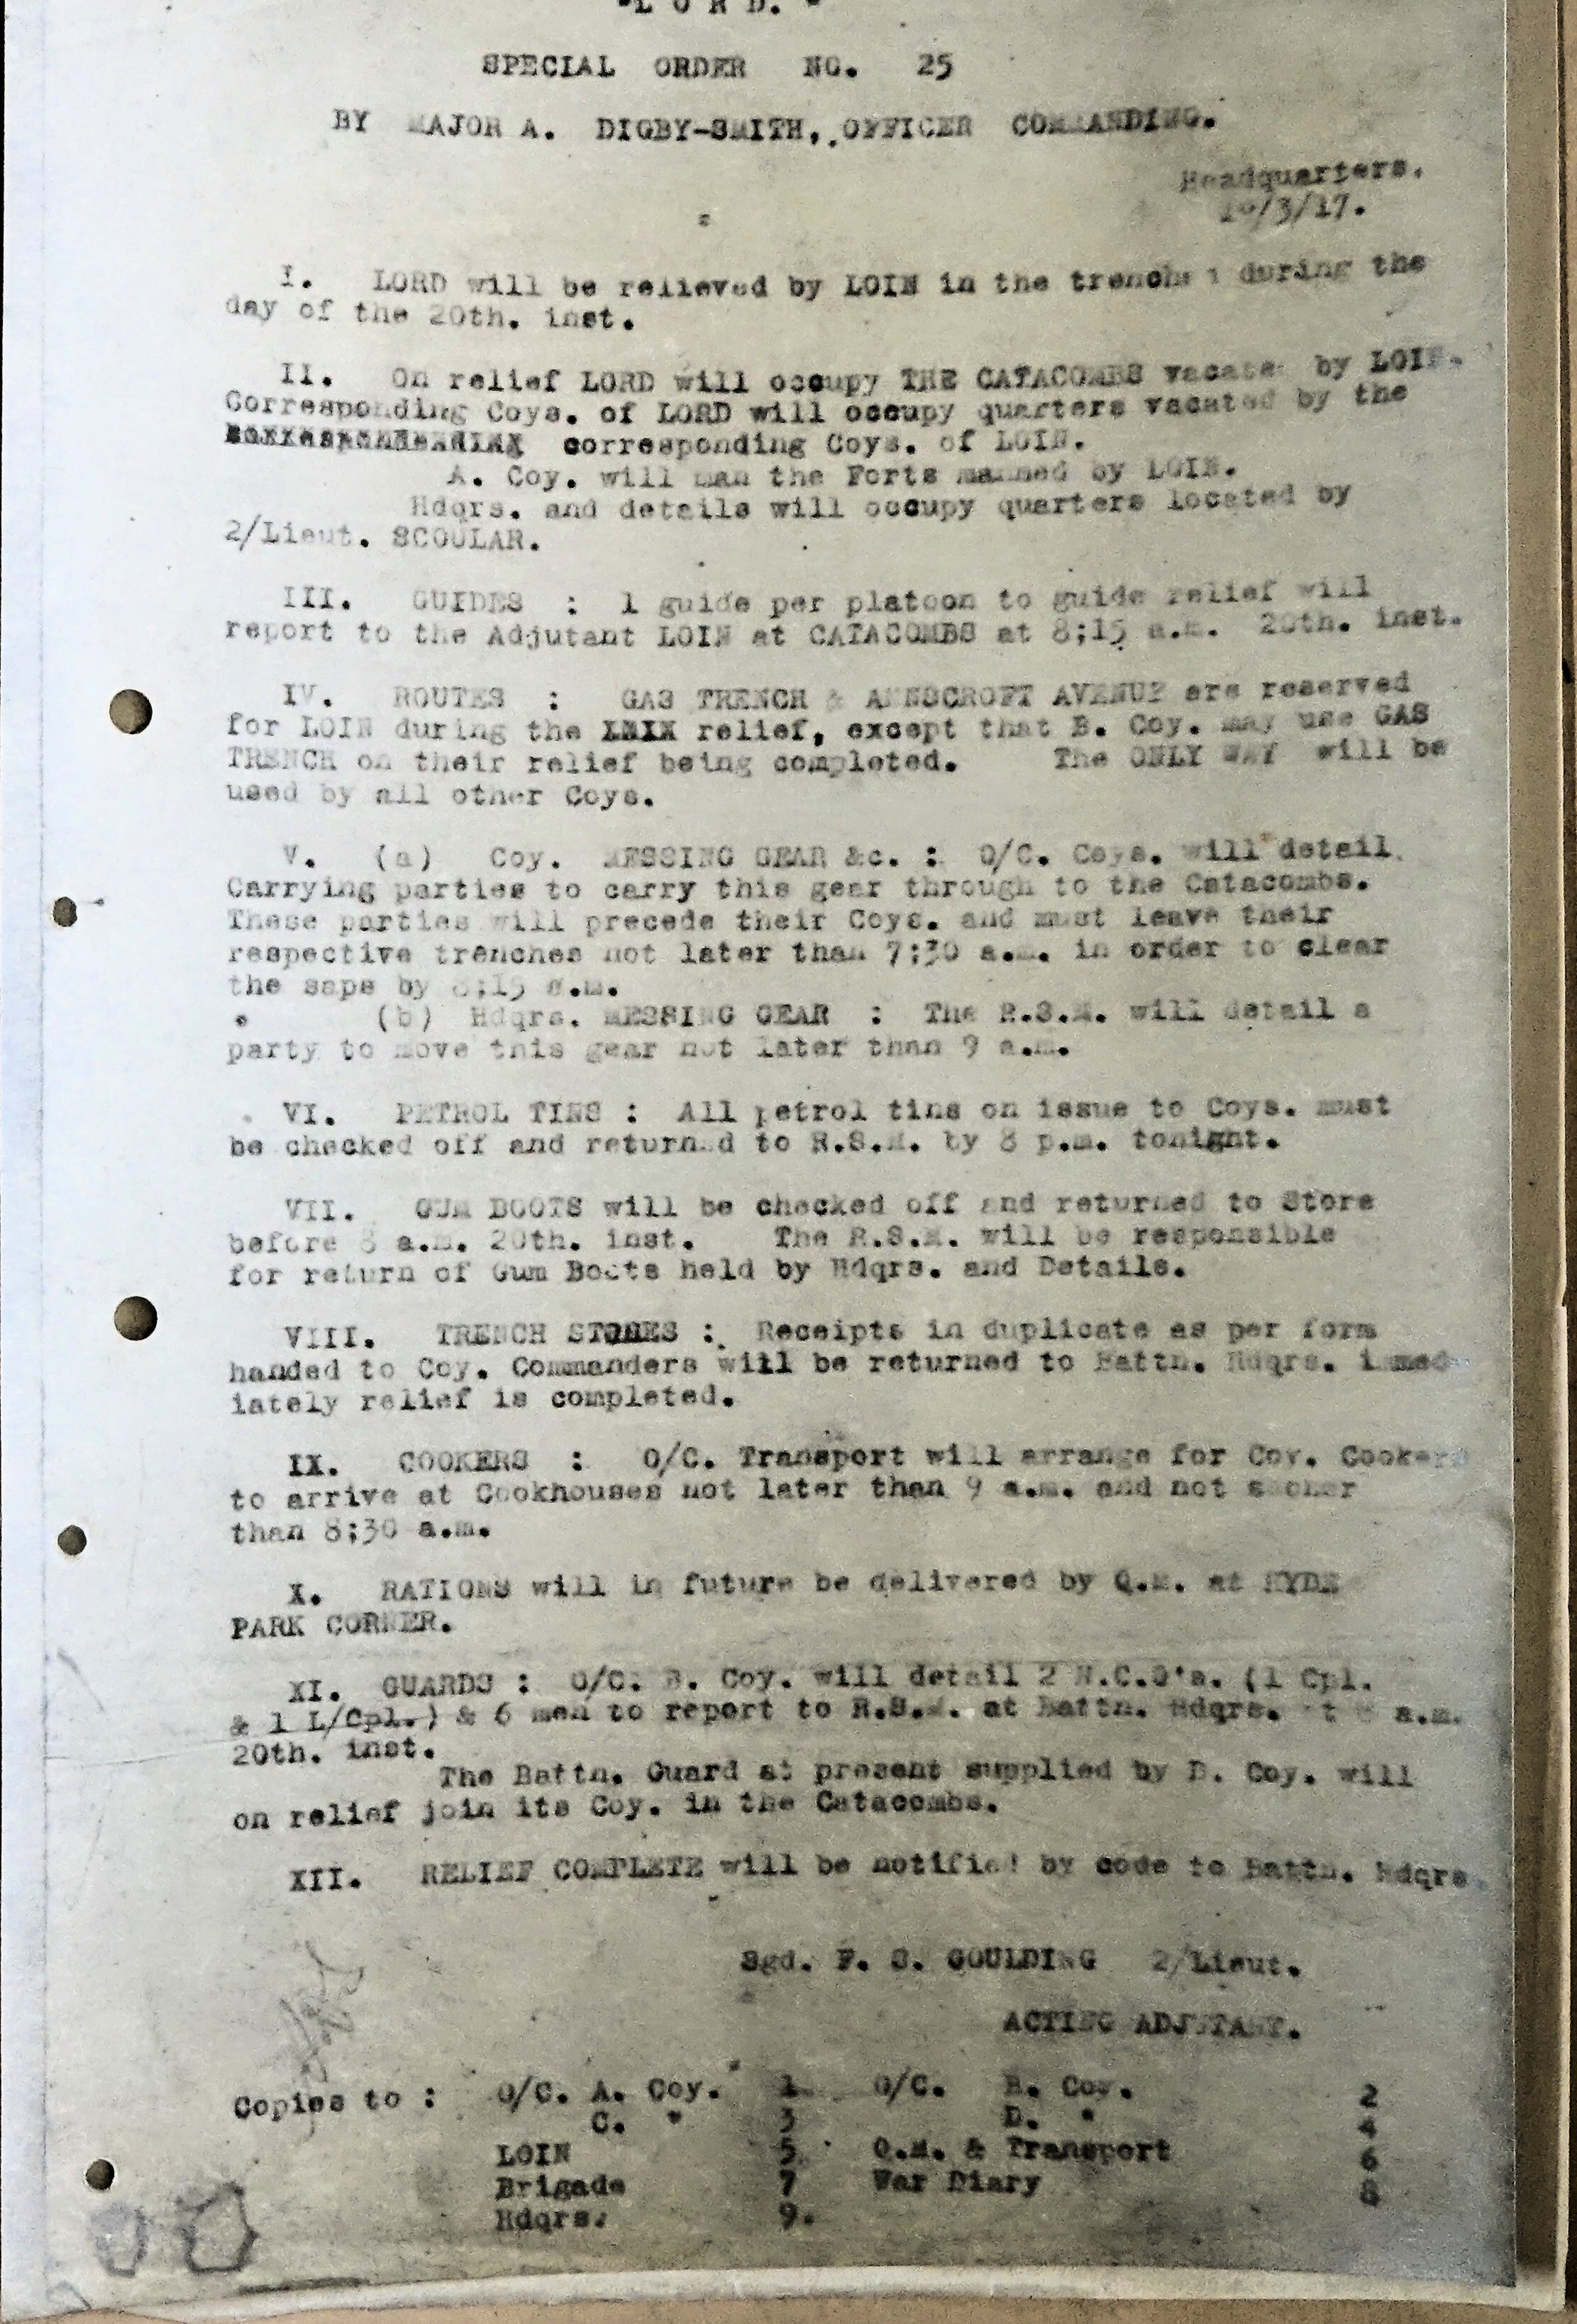 "L O R D. "
SPECIAL ORDER NO. 25
BY MAJOR A. DIGBY-SMITH, OFFICER COMMANDING.
Headquarters.
/3/17.
I. LORD will be relieved by LOIN in the trenches during the
day of the 20th. inst.
II. On relief LORD will occupy THE CATACOMBS vacated by LOIN.
Corresponding Coys. of LORD will occupy quarters vacated by the
corresponding Coys. of LOIN.
A. Coy. will man the Forts manned by LOIN.
Hdqrs. and details will occupy quarters located by
2/Lieut. SCOULAR.
III. GUIDES : 1 guide per platoon to guide relief will
report to the Adjutant LOIN at CATACOMBS at 8;15 a.m. 20th. inst.
IV. ROUTES : GAS TRENCH & ANNSCROFT AVENUE are reserved
for LOIN during the relief, except that B. Coy. may use GAS
TRENCH on their relief being completed. The ONLY WAY will be
used by all other Coys.
V. (a) Coy. MESSING GEAR &c. : O/C. Coys. will detail
Carrying parties to carry this gear through to the Catacombs.
These parties will precede their Coys. and must leave their
respective trenches not later than 7;30 a.m. in order to clear
the saps by 8;15 a.m.
(b) Hdqrs. MESSING GEAR : The R.S.M. will detail a
party to move this gear not later than 9 a.m.
VI. PETROL TINS : All petrol tins on issue to Coys. must
be checked off and returned to R.S.M. by 8 p.m. tonight.
VII. GUM BOOTS will be checked off and returned to Store
before 8 a.m. 20th. inst. The R.S.M. will be responsible
for return of Gum Boots held by Hdqrs. and Details.
VIII. TRENCH STORES : Receipts in duplicate as per form
handed to Coy. Commanders will be returned to Battn. Hdqrs. immed-
iately relief is completed.
IX. COOKERS : O/C. Transport will arrange for Coy. Cookers
to arrive at Cookhouses not later than 9 a.m. and not sooner
than 8;30 a.m.
X. RATIONS will in future be delivered by Q.M. at HYDE
PARK CORNER.
XI. GUARDS : O/C. B. Coy. will detail 2 N.C.O's. (1 Cpl.
& 1 L/Cpl.) & 6 men to report to R.S.M. at Battn. Hdqrs. at a.m.
20th. inst.
The Battn. Guard at present supplied by D. Coy. will
on relief join its Coy. in the Catacombs.
XII. RELIEF COMPLETE will be notified by code to Battn. Hdqrs.
Sgd. F. S. GOULDING 2/Lieut.
ACTING ADJUTANT.
Copies to : O/C. A. Coy. 1 O/C. B. Coy. 2
C. " 3 D. " 4
LOIN 5 Q.M. & Transport 6
Brigade 7 War Diary 8
Hdqrs. 9.